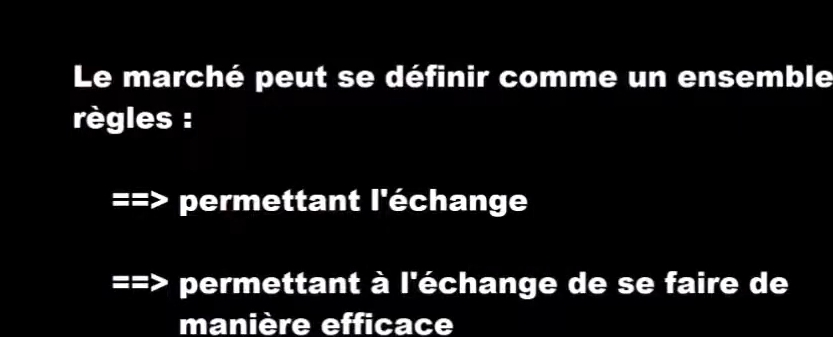 Le marché peut se définir comme un ensemble
règles :
==> permettant l'échange
==> permettant à l'échange de se faire de
manière efficace